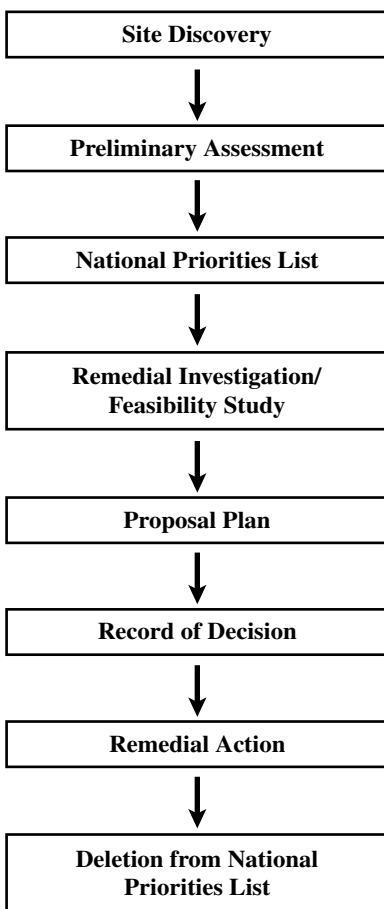 Site Discovery
Preliminary Assessment
National Priorities List
Remedial Investigation/
Feasibility Study
Proposal Plan
Record of Decision
Remedial Action
Deletion from National
Priorities List